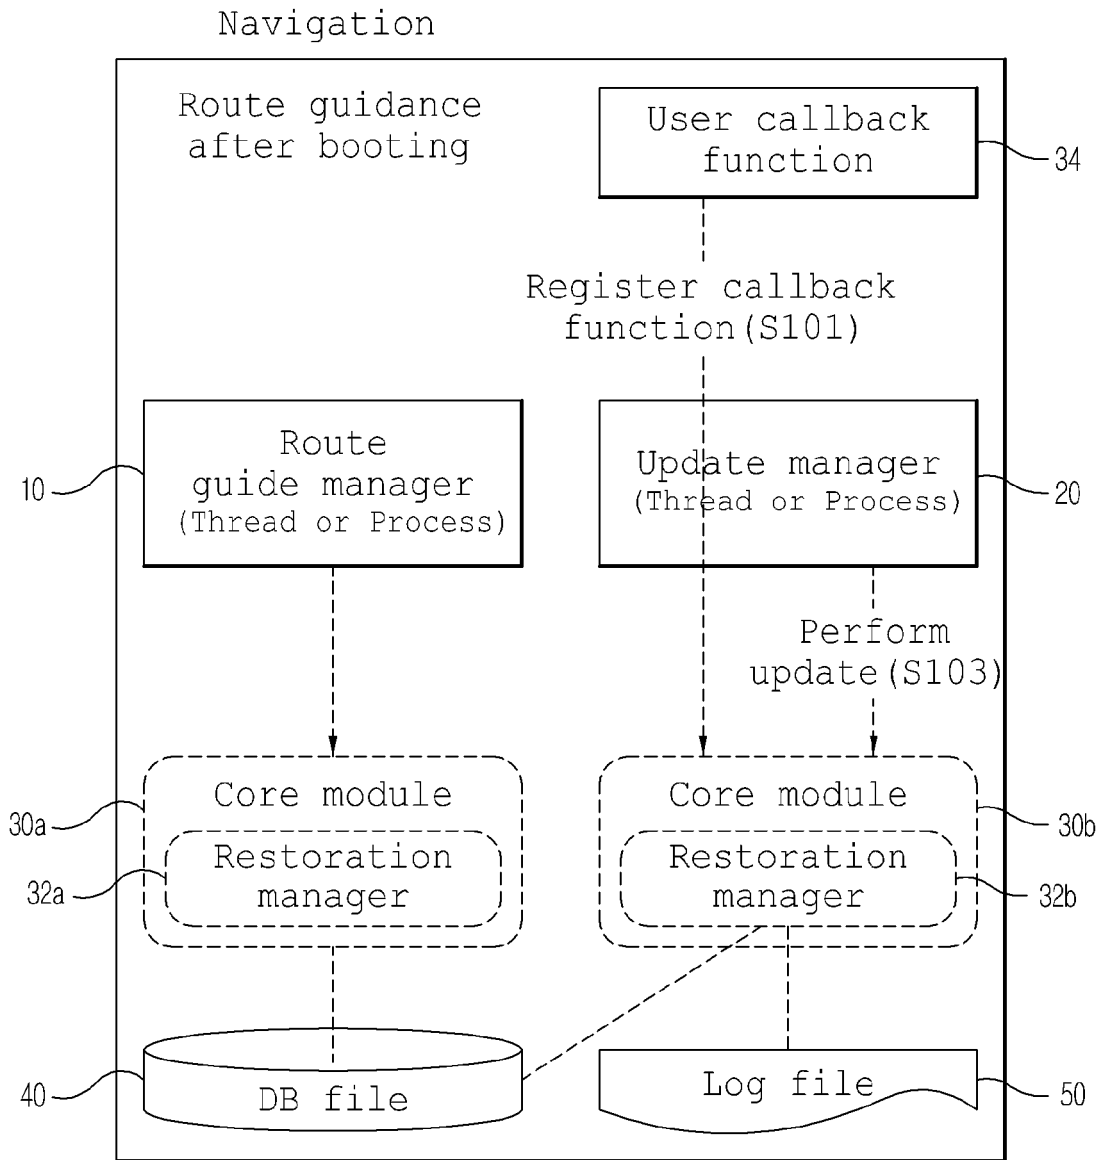 Navigation
Route guidance
after booting
User callback
function
34
Register callback
function(S101)
Route
guide manager
(Thread or Process)
10
Update manager
(Thread or Process)
20
Perform
update(S103)
Core module
30a
Restoration
manager
32a
Core module
30b
Restoration
manager
32b
DB file
40
Log file
50